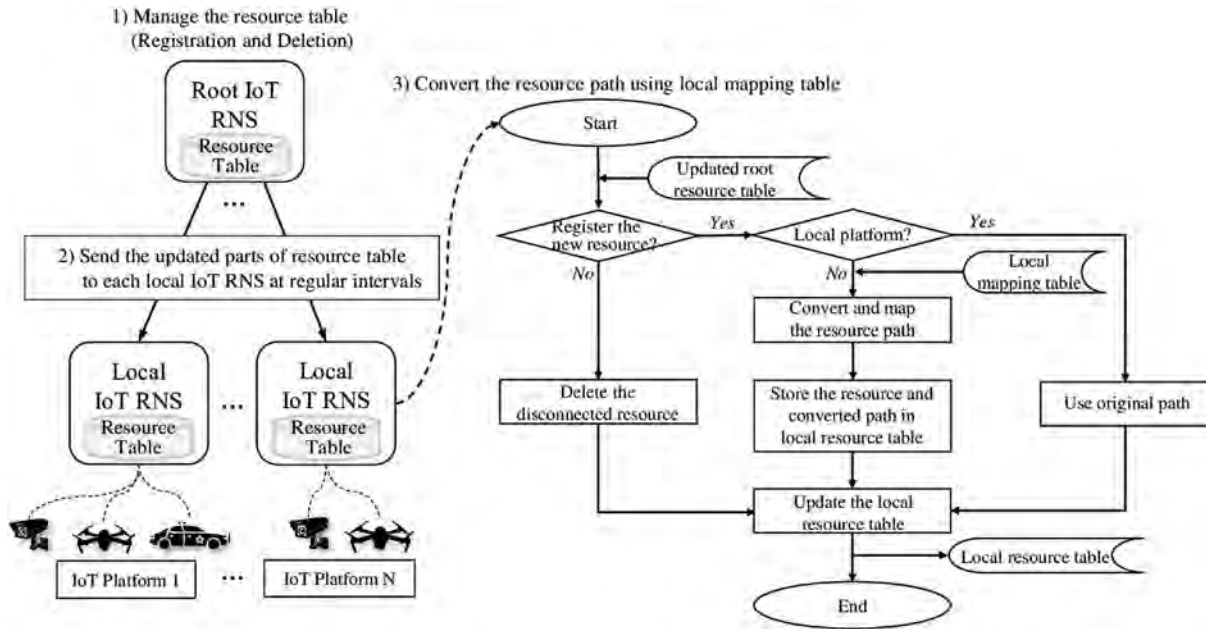 1) Manage the resource table
(Registration and Deletion)
Root IoT
RNS
Resource
Table
...
2) Send the updated parts of resource table
to each local IoT RNS at regular intervals
Local
IoT RNS
Resource
Table
...
Local
IoT RNS
Resource
Table
IoT Platform 1
...
IoT Platform N
3) Convert the resource path using local mapping table
Start
Updated root
resource table
Register the
new resource?
Yes
No
Local platform?
Yes
No
Local
mapping table
Convert and map
the resource path
Delete the
disconnected resource
Store the resource and
converted path in
local resource table
Use original path
Update the local
resource table
Local resource table
End